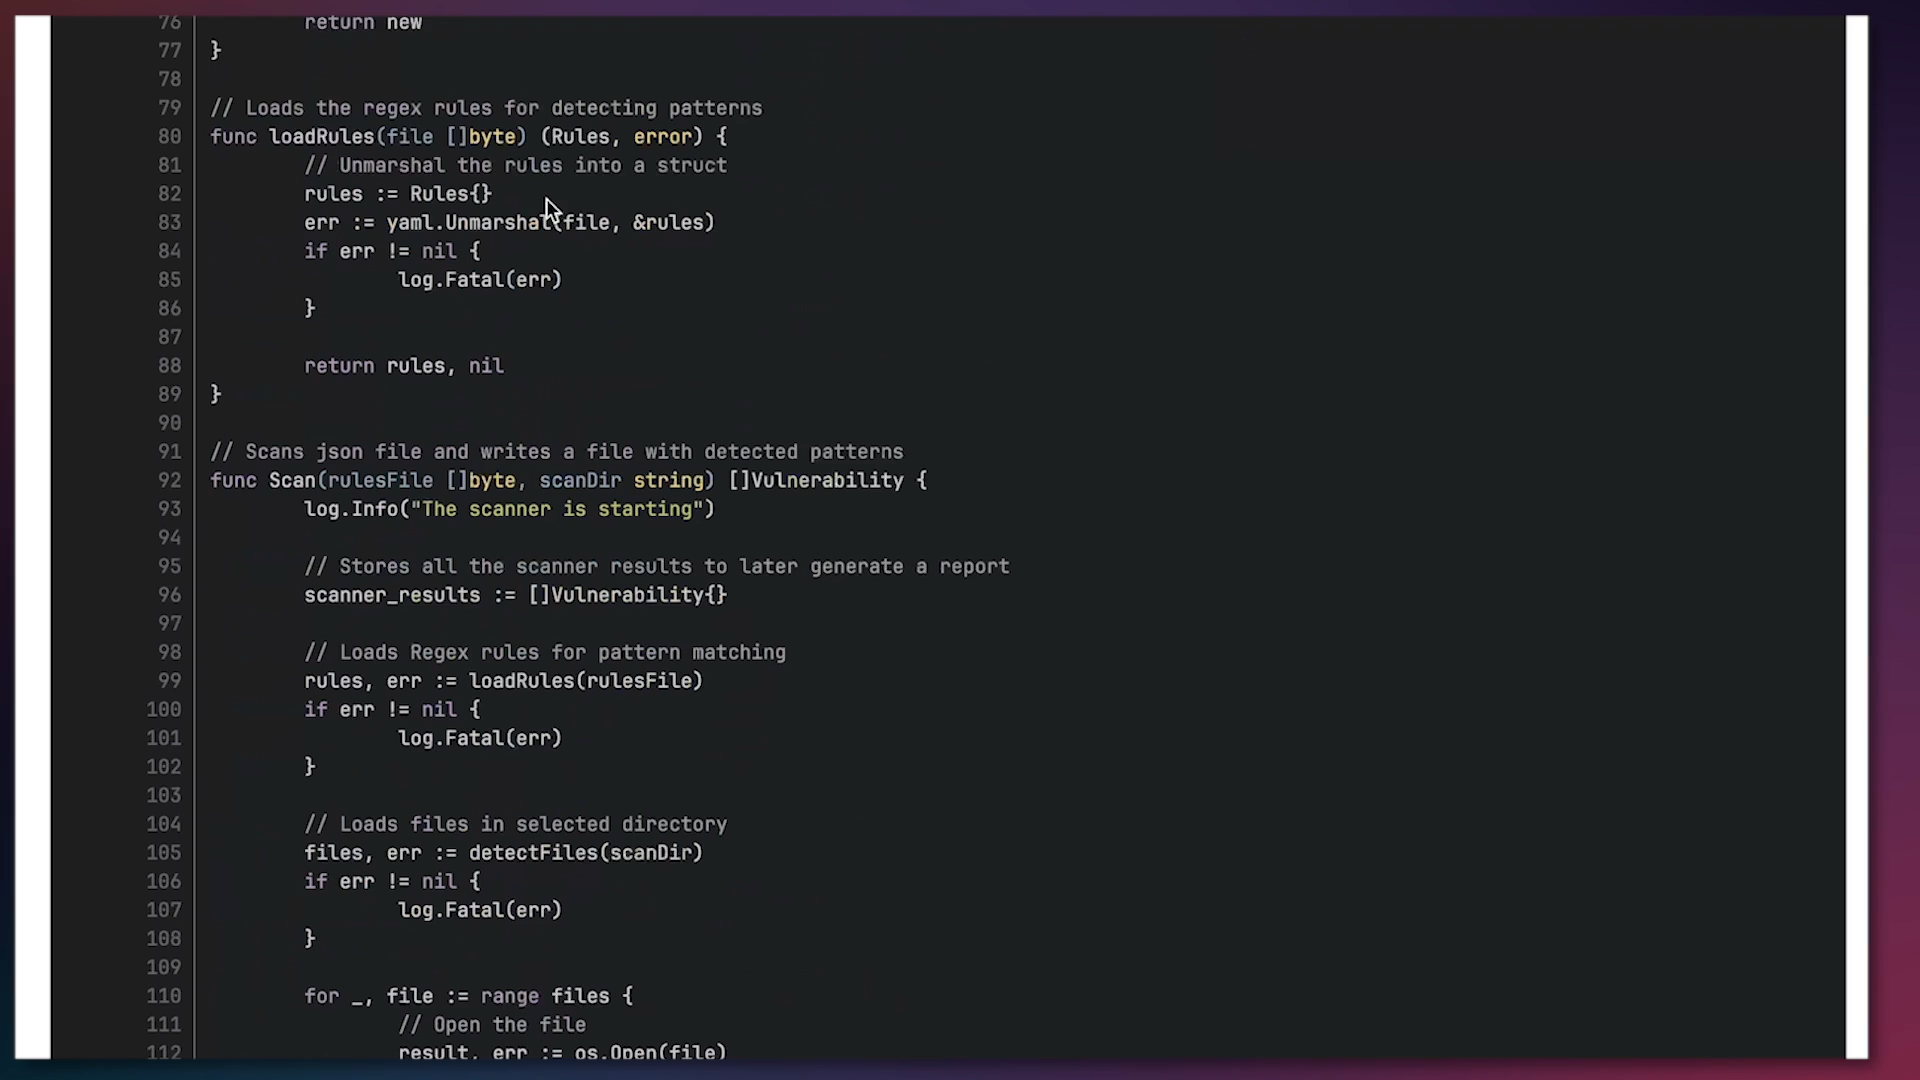 76 return new
77 }
78
79 // Loads the regex rules for detecting patterns
80 func loadRules(file []byte) (Rules, error) {
81 // Unmarshal the rules into a struct
82 rules := Rules{}
83 err := yaml.Unmarshal(file, &rules)
84 if err != nil {
85 log.Fatal(err)
86 }
87
88 return rules, nil
89 }
90
91 // Scans json file and writes a file with detected patterns
92 func Scan(rulesFile []byte, scanDir string) []Vulnerability {
93 log.Info("The scanner is starting")
94
95 // Stores all the scanner results to later generate a report
96 scanner_results := []Vulnerability{}
97
98 // Loads Regex rules for pattern matching
99 rules, err := loadRules(rulesFile)
100 if err != nil {
101 log.Fatal(err)
102 }
103
104 // Loads files in selected directory
105 files, err := detectFiles(scanDir)
106 if err != nil {
107 log.Fatal(err)
108 }
109
110 for _, file := range files {
111 // Open the file
112 result, err := os.Open(file)